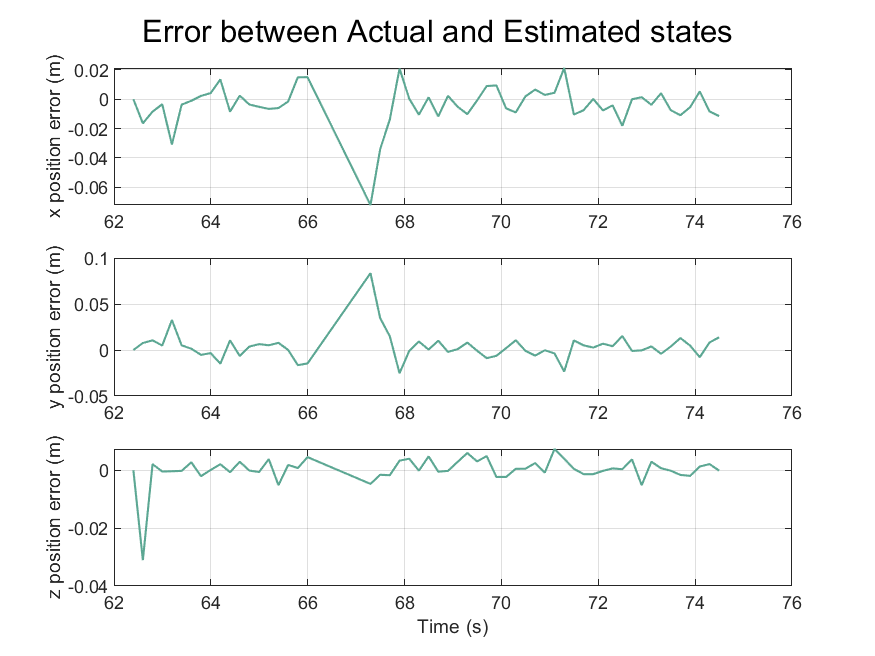 Error between Actual and Estimated states
x position error (m)
0.02
0
-0.02
-0.04
-0.06
62 64 66 68 70 72 74 76
y position error (m)
0.1
0.05
0
-0.05
62 64 66 68 70 72 74 76
z position error (m)
0
-0.02
-0.04
62 64 66 68 70 72 74 76
Time (s)